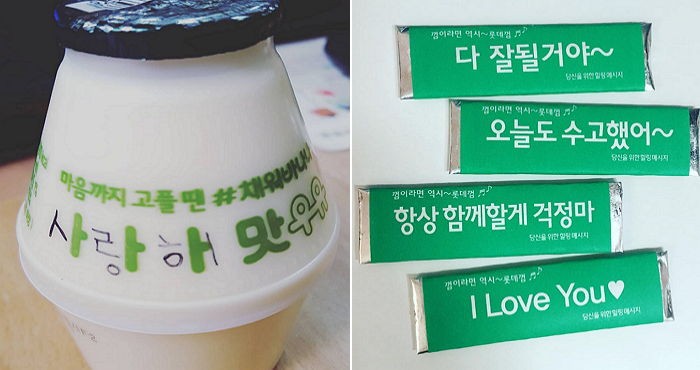 마음까지 고플 땐 #채워바나나
사랑해 맛우유
껌이라면 역시~롯데껌
다 잘될거야~
당신을 위한 힐링 메시지
껌이라면 역시~롯데껌
오늘도 수고했어~
당신을 위한 힐링 메시지
껌이라면 역시~롯데껌
항상 함께할게 걱정마
당신을 위한 힐링 메시지
껌이라면 역시~롯데껌
I Love You♥
당신을 위한 힐링 메시지